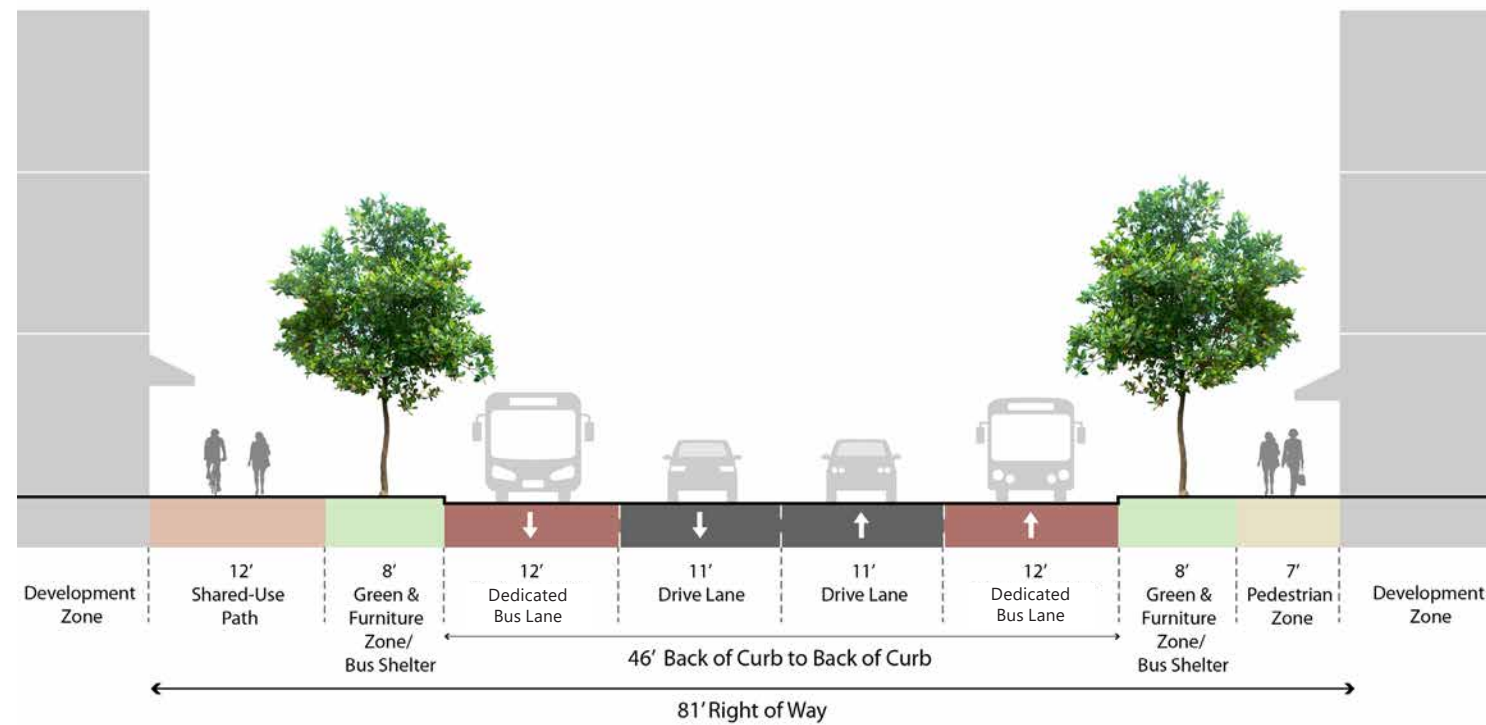 Development
Zone
12'
Shared-Use
Path
8'
Green &
Furniture
Zone/
Bus Shelter
12'
Dedicated
Bus Lane
11'
Drive Lane
11'
Drive Lane
12'
Dedicated
Bus Lane
8'
Green &
Furniture
Zone/
Bus Shelter
7'
Pedestrian
Zone
Development
Zone
46' Back of Curb to Back of Curb
81' Right of Way